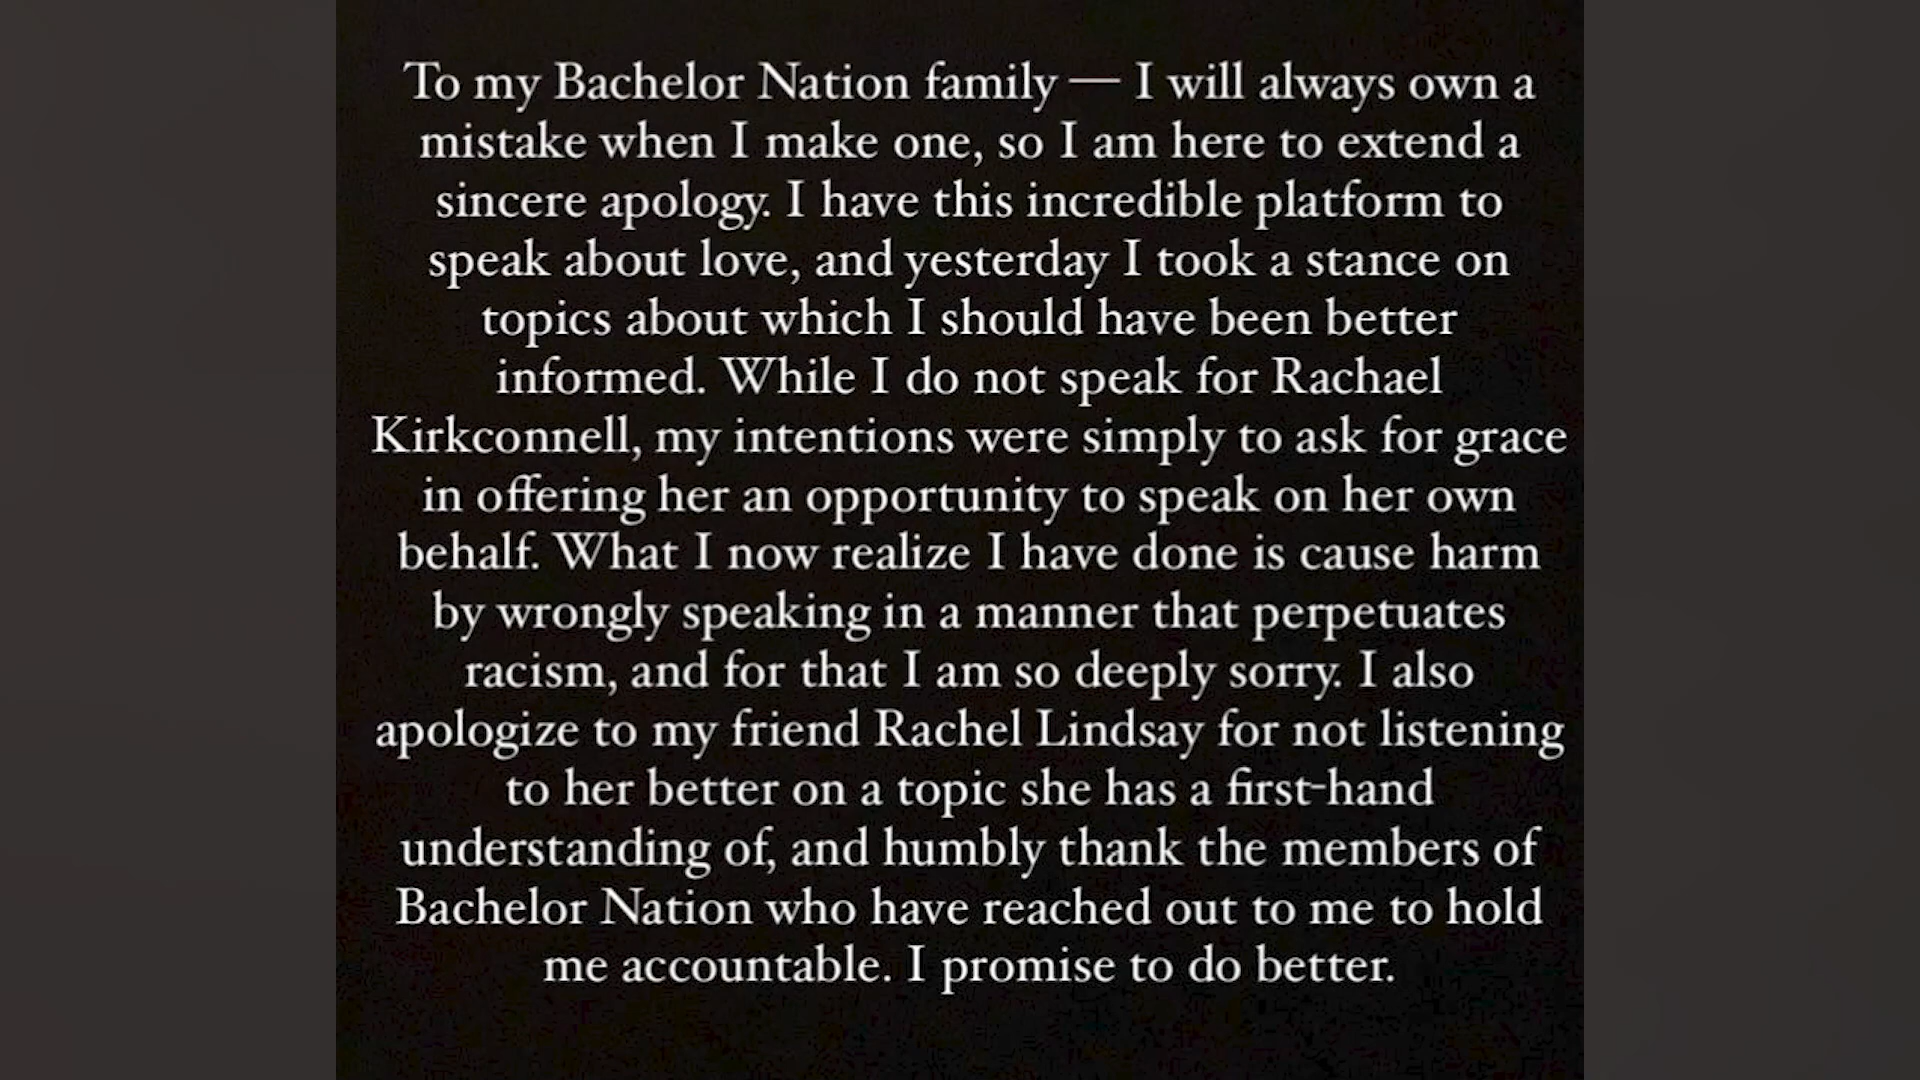 To my Bachelor Nation family — I will always own a
mistake when I make one, so I am here to extend a
sincere apology. I have this incredible platform to
speak about love, and yesterday I took a stance on
topics about which I should have been better
informed. While I do not speak for Rachael
Kirkconnell, my intentions were simply to ask for grace
in offering her an opportunity to speak on her own
behalf. What I now realize I have done is cause harm
by wrongly speaking in a manner that perpetuates
racism, and for that I am so deeply sorry. I also
apologize to my friend Rachel Lindsay for not listening
to her better on a topic she has a first-hand
understanding of, and humbly thank the members of
Bachelor Nation who have reached out to me to hold
me accountable. I promise to do better.